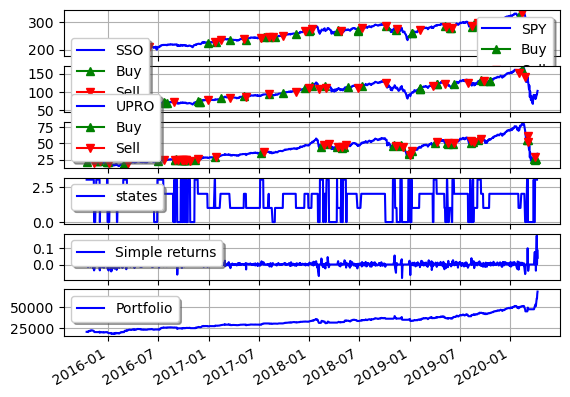 300
200
SPY
Buy
SSO
Buy
Sell
150
100
50
UPRO
Buy
Sell
75
50
25
2.5
0.0
states
0.1
0.0
Simple returns
50000
25000
Portfolio
2016-01
2016-07
2017-01
2017-07
2018-01
2018-07
2019-01
2019-07
2020-01